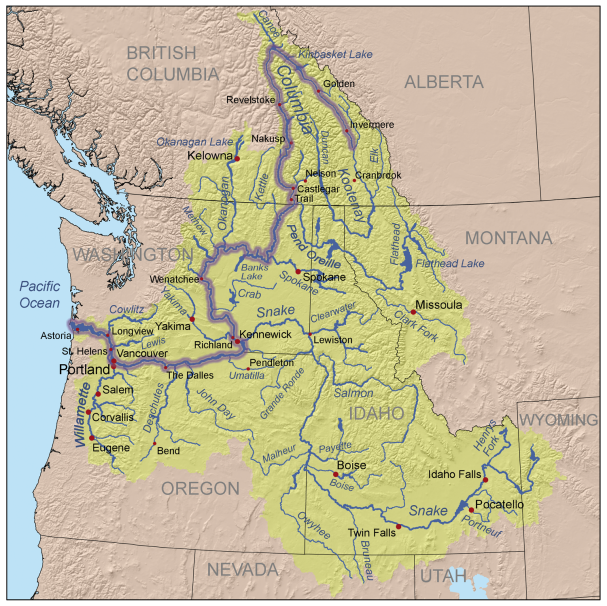 Canoe
Kinbasket Lake
BRITISH
COLUMBIA
ALBERTA
Golden
Columbia
Revelstoke
Invermere
Nakusp
Duncan
Okanagan Lake
Elk
Kelowna
Kettle
Nelson
Cranbrook
Kootenay
Castlegar
Trail
Okanogan
Methow
Pend Oreille
Flathead
MONTANA
WASHINGTON
Flathead Lake
Banks
Lake
Spokane
Spokane
Wenatchee
Pacific
Ocean
Crab
Clearwater
Missoula
Clark Fork
Cowlitz
Yakima
Snake
Yakima
Astoria
Longview
Lewis
Kennewick
Richland
Lewiston
St. Helens
Vancouver
Portland
The Dalles
Pendleton
Umatilla
Grande Ronde
Salem
Willamette
Corvallis
Deschutes
John Day
Salmon
IDAHO
WYOMING
Eugene
Bend
Malheur
Payette
Henrys
Fork
Boise
Boise
Idaho Falls
OREGON
Snake
Pocatello
Portneuf
Owyhee
Twin Falls
Bruneau
NEVADA
UTAH